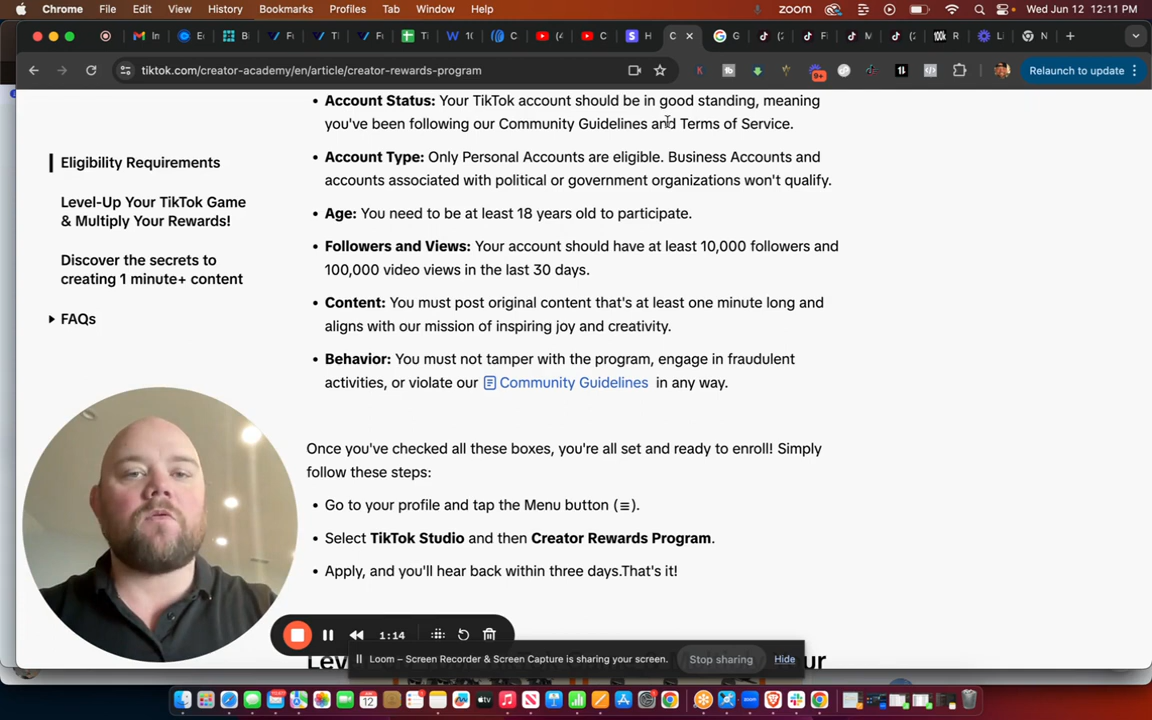 Chrome File Edit View History Bookmarks Profiles Tab Window Help zoom Wed Jun 12 12:11 PM
tiktok.com/creator-academy/en/article/creator-rewards-program Relaunch to update
9+
Account Status: Your TikTok account should be in good standing, meaning
you've been following our Community Guidelines and Terms of Service.
Eligibility Requirements
Account Type: Only Personal Accounts are eligible. Business Accounts and
accounts associated with political or government organizations won't qualify.
Level-Up Your TikTok Game
& Multiply Your Rewards!
Age: You need to be at least 18 years old to participate.
Followers and Views: Your account should have at least 10,000 followers and
100,000 video views in the last 30 days.
Discover the secrets to
creating 1 minute+ content
Content: You must post original content that's at least one minute long and
aligns with our mission of inspiring joy and creativity.
FAQs
Behavior: You must not tamper with the program, engage in fraudulent
activities, or violate our Community Guidelines in any way.
Once you've checked all these boxes, you're all set and ready to enroll! Simply
follow these steps:
Go to your profile and tap the Menu button (≡).
Select TikTok Studio and then Creator Rewards Program.
Apply, and you'll hear back within three days.That's it!
1:14
Loom – Screen Recorder & Screen Capture is sharing your screen. Stop sharing Hide